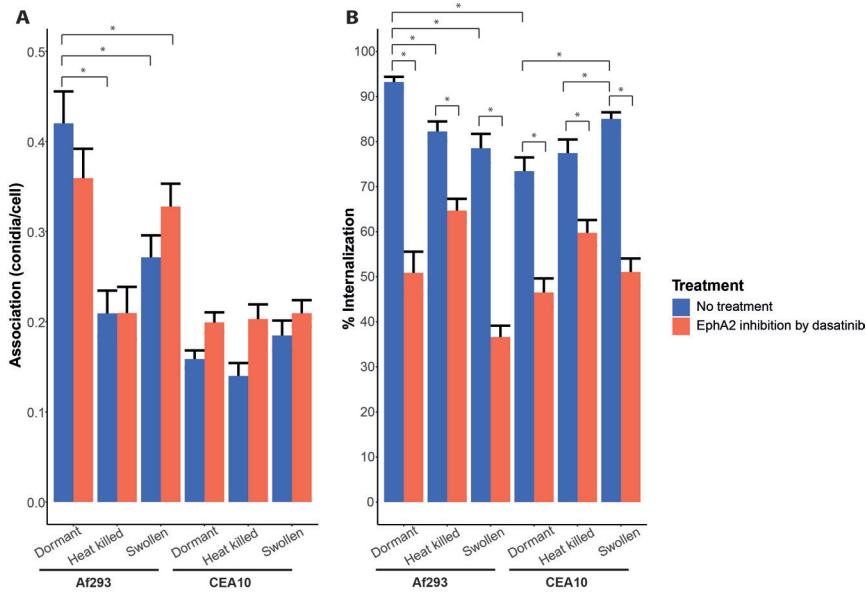 A
*
*
*
0.5
0.4
0.3
0.2
0.1
0.0
Association (conidia/cell)
Dormant
Heat killed
Swollen
Dormant
Heat killed
Swollen
Af293
CEA10
B
*
*
*
*
*
*
*
*
*
*
*
*
100
90
80
70
60
50
40
30
20
10
0
% Internalization
Dormant
Heat killed
Swollen
Dormant
Heat killed
Swollen
Af293
CEA10
Treatment
No treatment
EphA2 inhibition by dasatinib